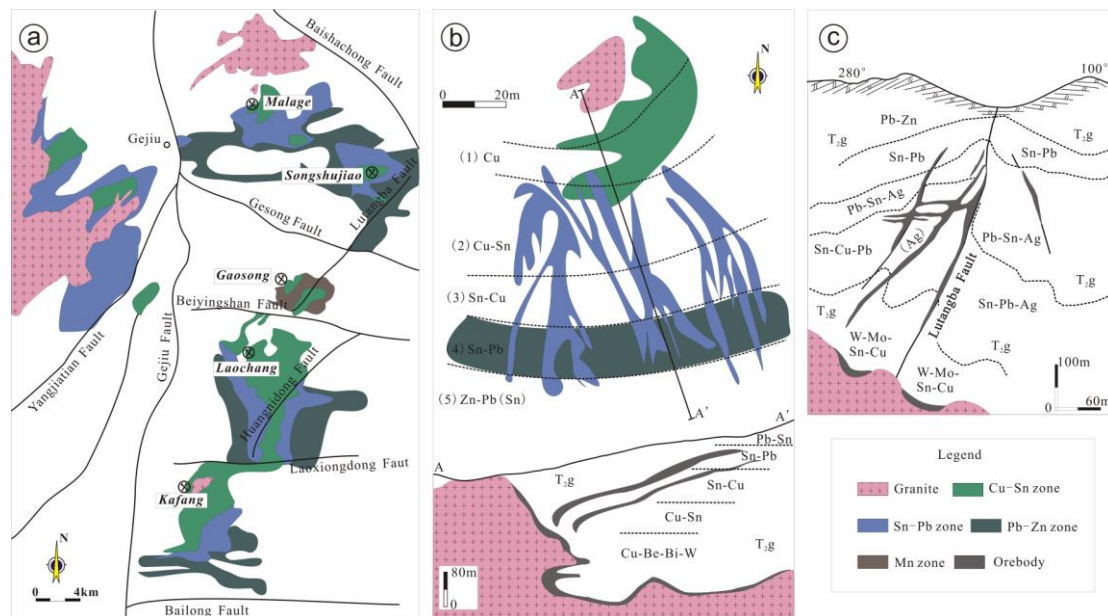 a
Baishachong Fault
Malage
Gejiu
Songshujiao
Lutangba Fault
Gesong Fault
Gaosong
Beiyingshan Fault
Laochang
Yangjiatian Fault
Gejiu Fault
Huangnidong Fault
Laoxiongdong Faut
Kafang
N
0 4km
Bailong Fault
b
N
0 20m
A
(1) Cu
(2) Cu-Sn
(3) Sn-Cu
4) Sn-Pb
(5) Zn-Pb(Sn)
A'
A'
Pb-Sn
Sn-Pb
A
T2g
Sn-Cu
Cu-Sn
T2g
Cu-Be-Bi-W
80m
0
c
280° 100°
Pb-Zn
T2g T2g
Sn-Pb Sn-Pb
Pb-Sn-Ag
(Ag)
Pb-Sn-Ag
Sn-Cu-Pb
T2g
Lutangba Fault
Sn-Pb-Ag
T2g
W-Mo-
Sn-Cu
T2g
W-Mo-
Sn-Cu
100m
0 60m
Legend
Granite Cu-Sn zone
Sn-Pb zone Pb-Zn zone
Mn zone Orebody